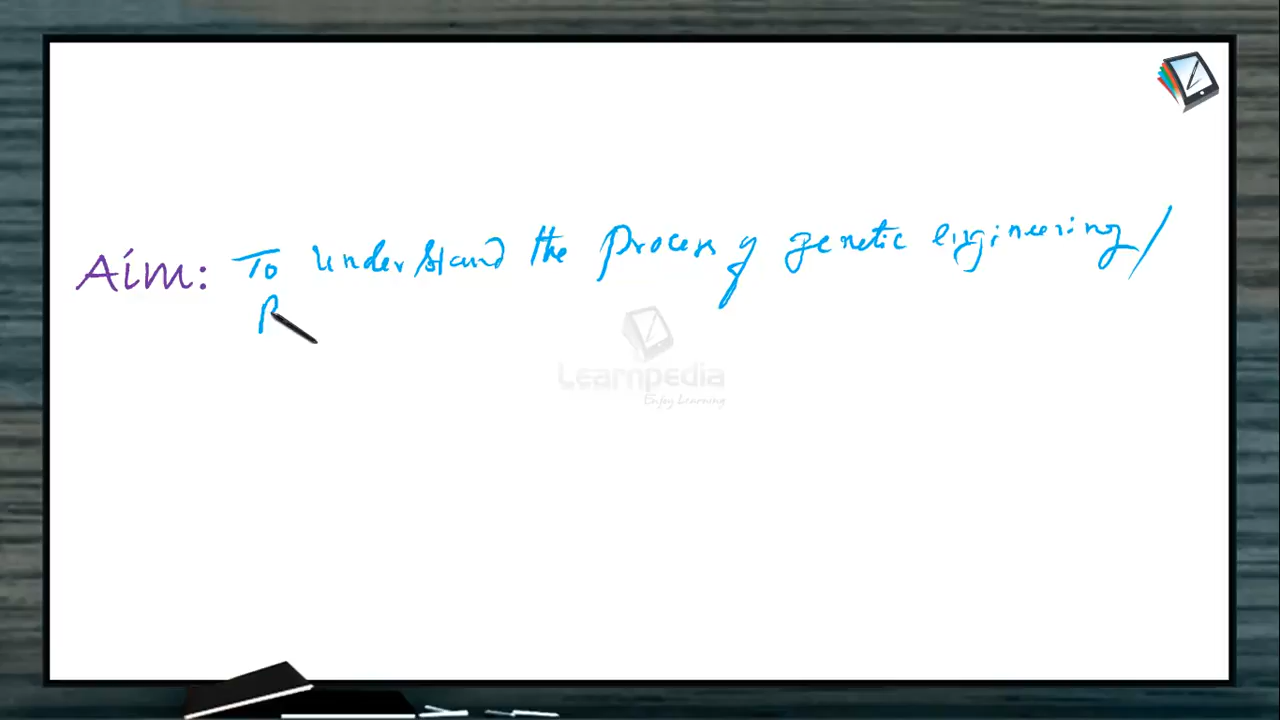 Aim: To understand the process of genetic engineering/
Learnpedia
Enjoy Learning